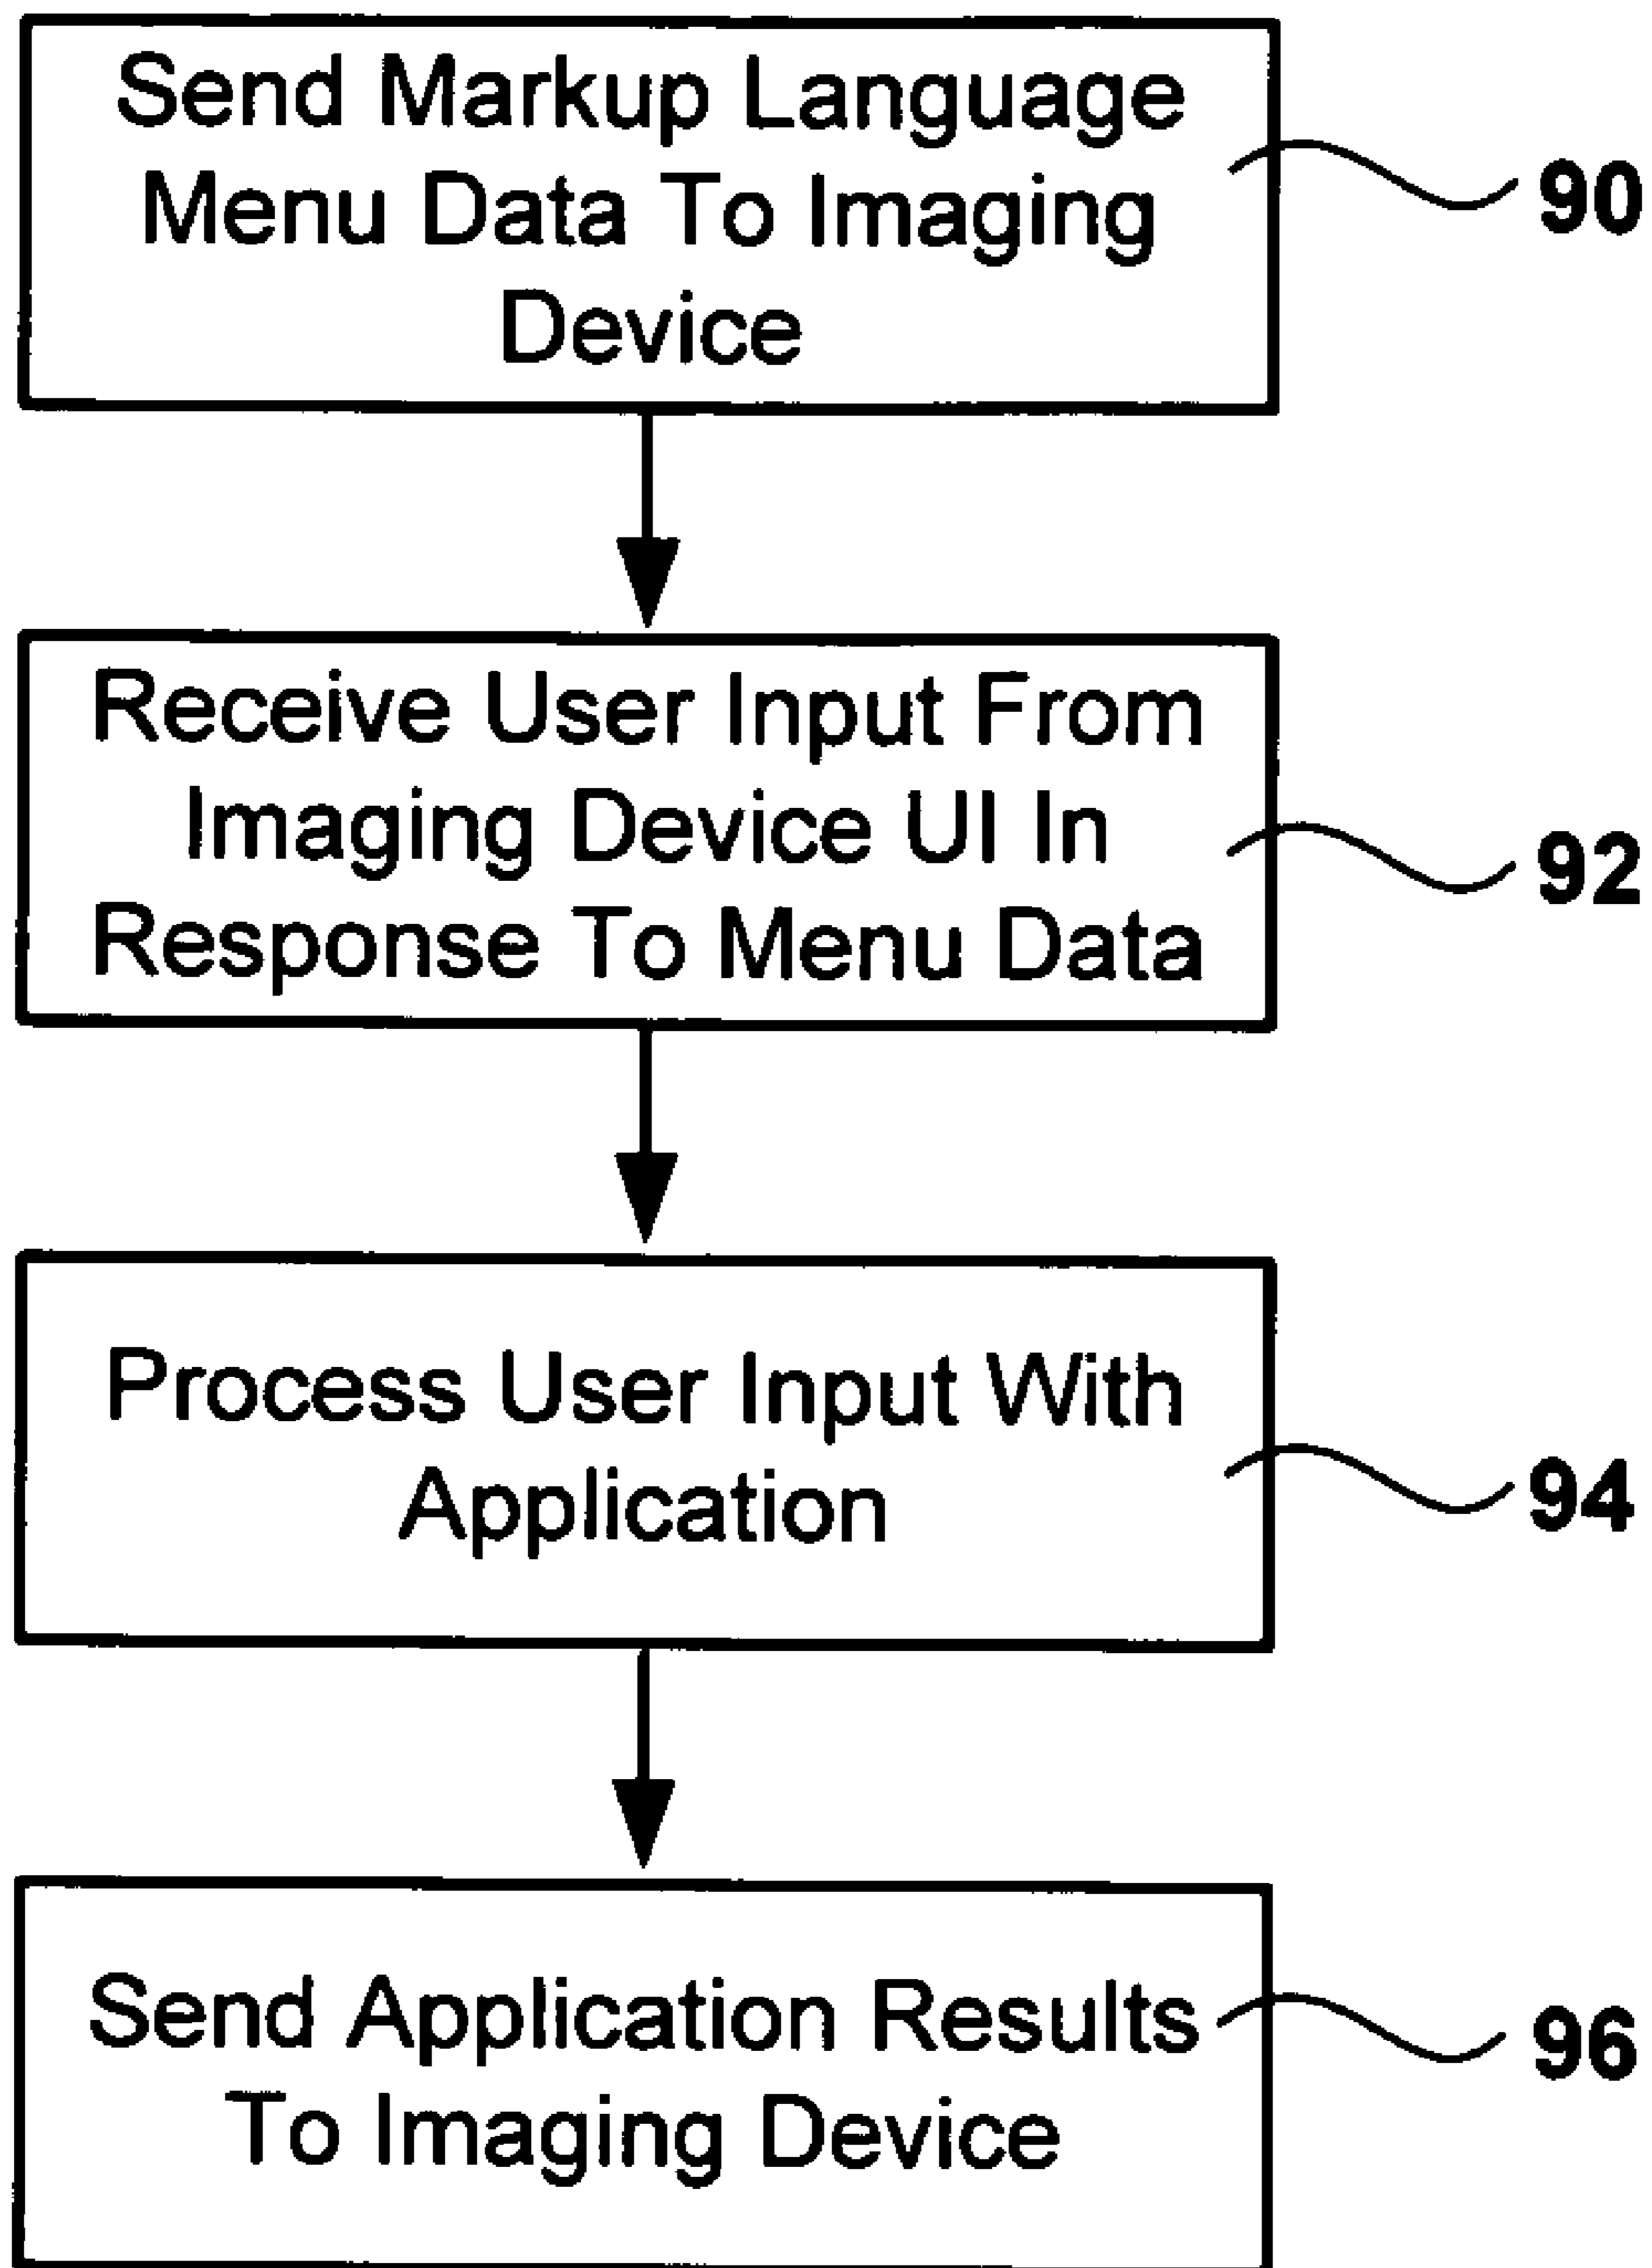 Send Markup Language
Menu Data To Imaging
Device
90
Receive User Input From
Imaging Device UI In
Response To Menu Data
92
Process User Input With
Application
94
Send Application Results
To Imaging Device
96